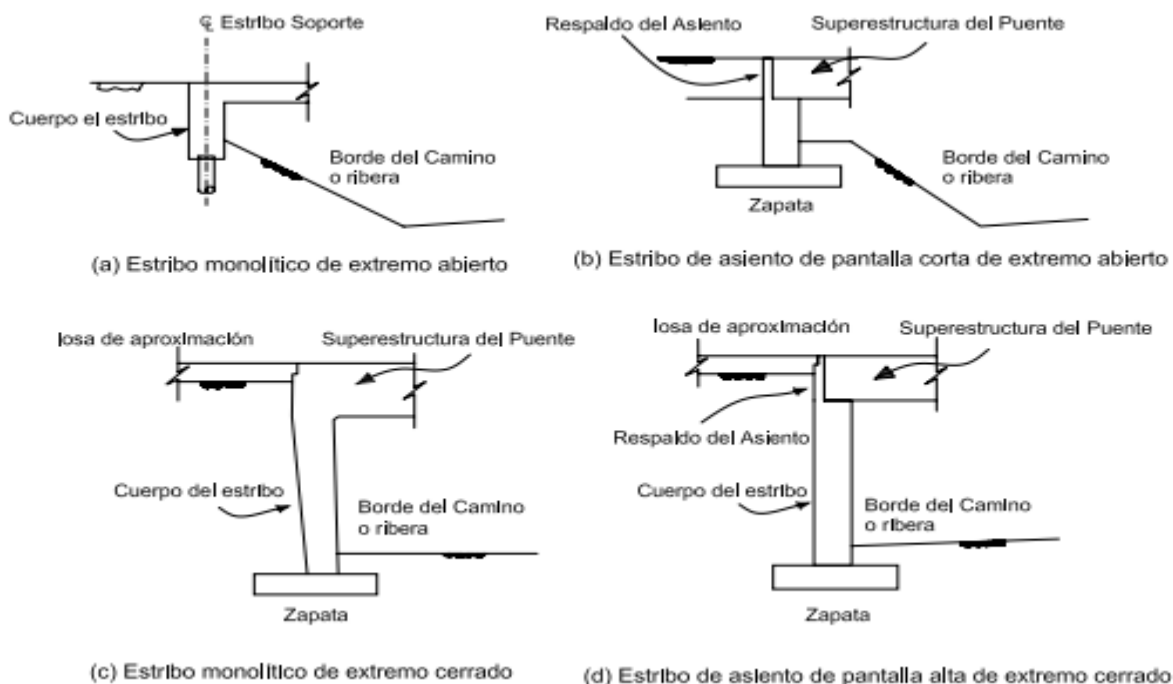 ℄ Estribo Soporte
Cuerpo el estribo
Borde del Camino
o ribera
(a) Estribo monolítico de extremo abierto
Respaldo del Asiento
Superestructura del Puente
Borde del Camino
o ribera
Zapata
(b) Estribo de asiento de pantalla corta de extremo abierto
losa de aproximación
Superestructura del Puente
Cuerpo del estribo
Borde del Camino
o ribera
Zapata
(c) Estribo monolítico de extremo cerrado
losa de aproximación
Superestructura del Puente
Respaldo del Asiento
Cuerpo del estribo
Borde del Camino
o ribera
Zapata
(d) Estribo de asiento de pantalla alta de extremo cerrado